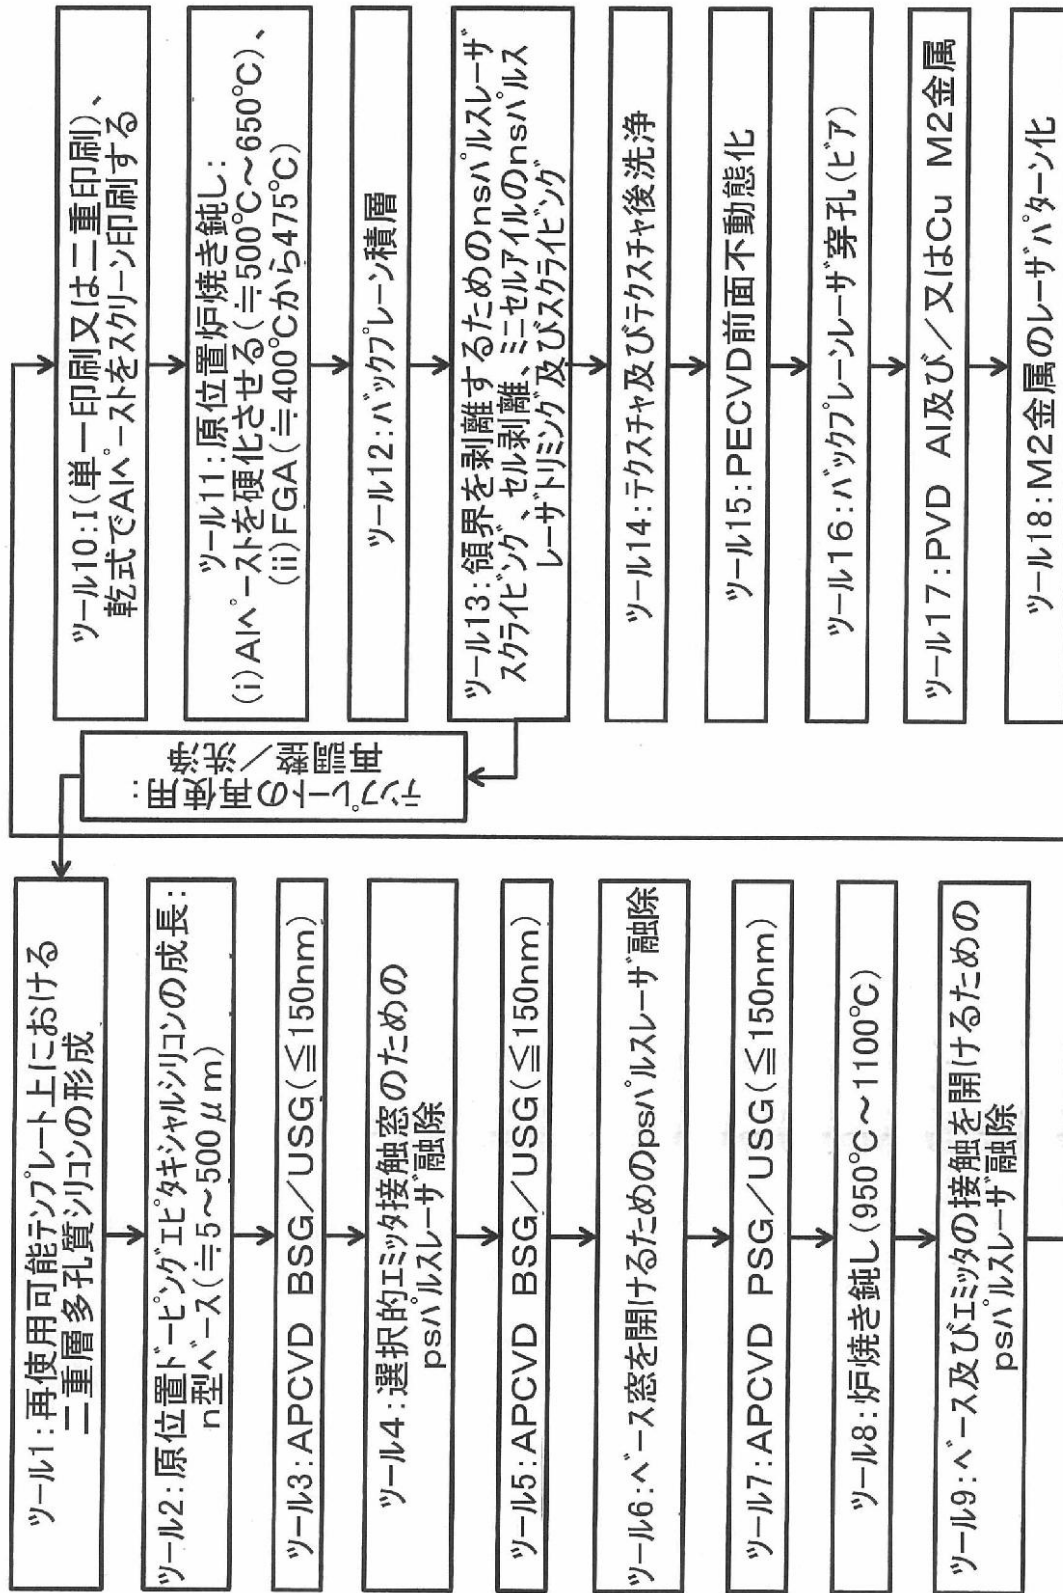 ツール1:再使用可能テンプレート上における
二重層多孔質シリコンの形成
ツール2:原位置ドーピングエピタキシャルシリコンの成長:
n型ベース(≒5～500μm)
ツール3:APCVD BSG/USG(≦150nm)
ツール4:選択的エミッタ接触窓のための
psパルスレーザ融除
ツール5:APCVD BSG/USG(≦150nm)
ツール6:ベース窓を開けるためのpsパルスレーザ融除
ツール7:APCVD PSG/USG(≦150nm)
ツール8:炉焼き鈍し(950℃～1100℃)
ツール9:ベース及びエミッタの接触を開けるための
psパルスレーザ融除
テンプレートの再使用:
再調整/洗浄
ツール10:I(単一印刷又は二重印刷)、
乾式でAlペーストをスクリーン印刷する
ツール11:原位置炉焼き鈍し:
(i)Alペーストを硬化させる(≒500℃～650℃)、
(ii)FGA(≒400℃から475℃)
ツール12:バックプレーン積層
ツール13:領界を剥離するためのnsパルスレーザ
スクライビング、セル剥離、ミニセルアイルのnsパルス
レーザトリミング及びスクライビング
ツール14:テクスチャ及びテクスチャ後洗浄
ツール15:PECVD前面不動態化
ツール16:バックプレーンレーザ穿孔(ビア)
ツール17:PVD Al及び/又はCu M2金属
ツール18:M2金属のレーザパターン化